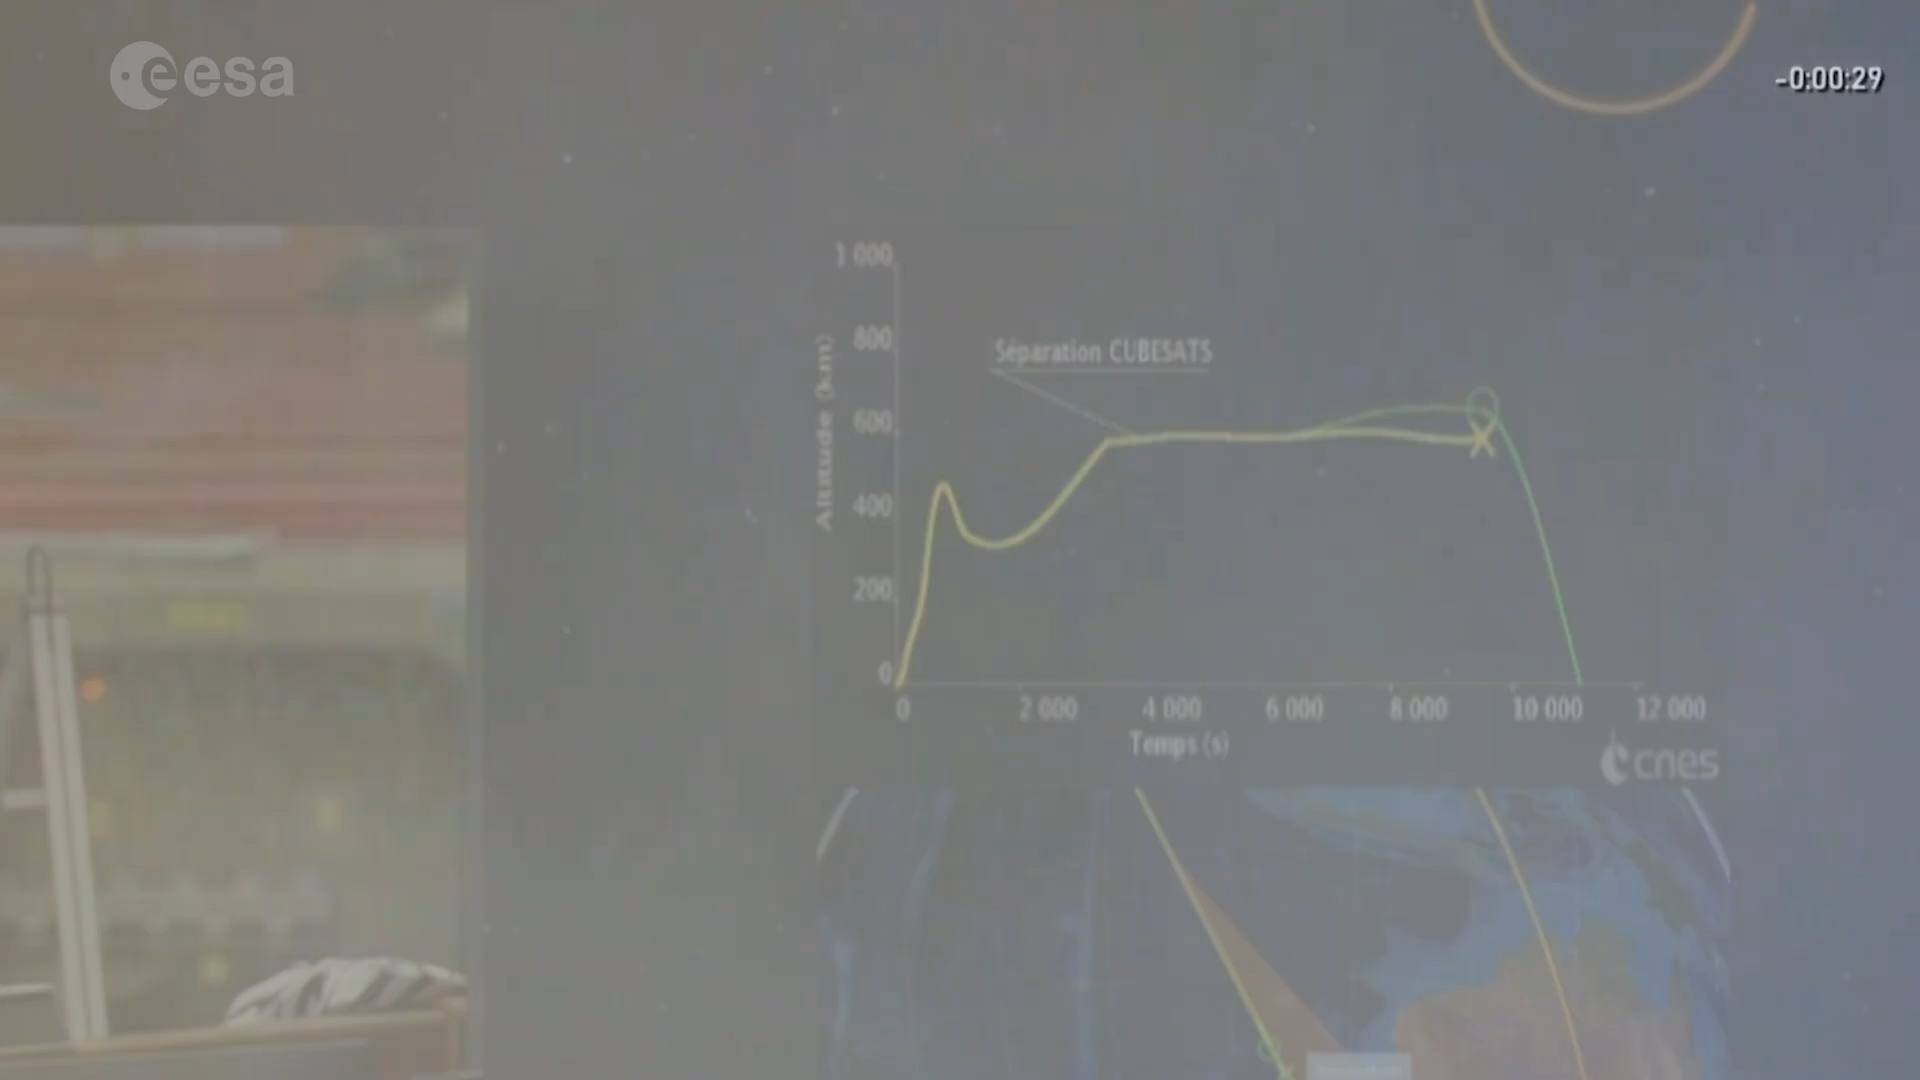 esa
-0:00:29
1 000
800
600
400
200
0
Altitude (km)
Séparation CUBESATS
0
2 000
4 000
6 000
8 000
10 000
12 000
Temps (s)
cnes